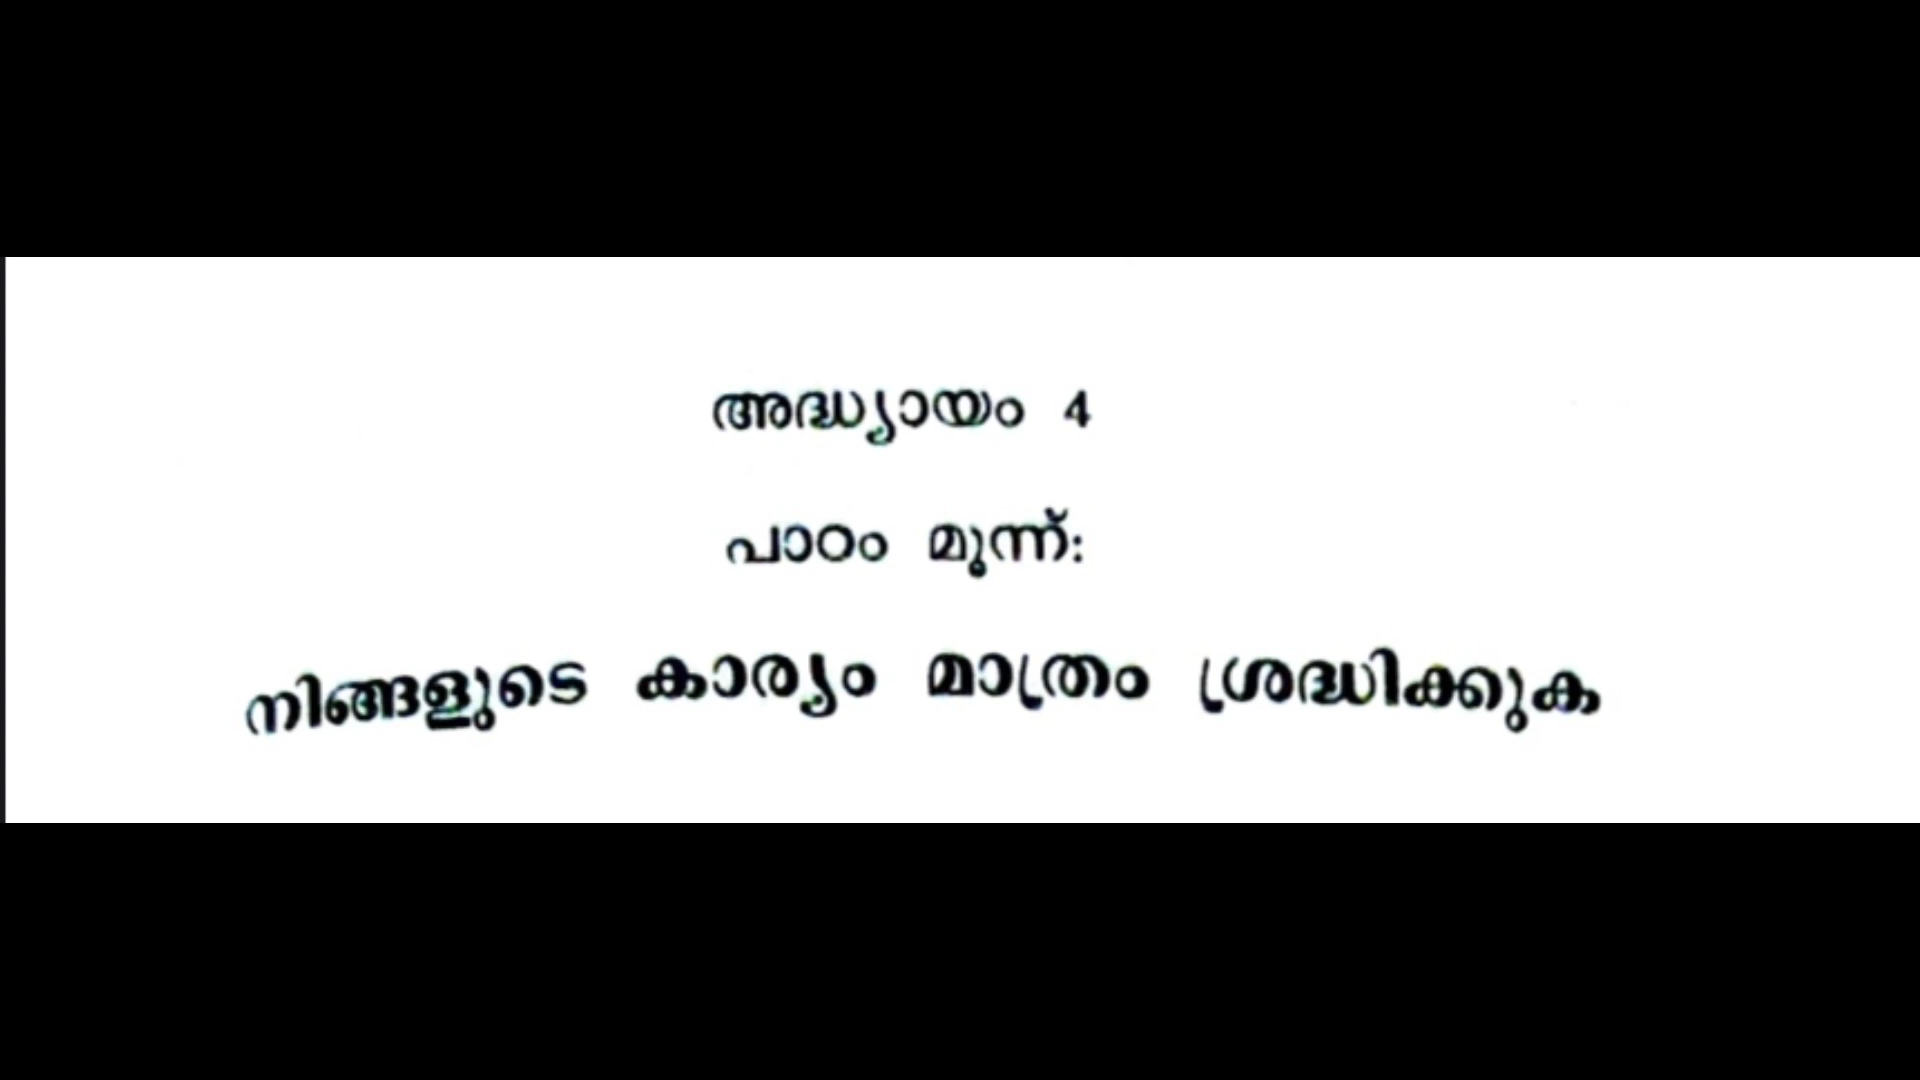 അദ്ധ്യായം 4
പാഠം മൂന്ന്:
നിങ്ങളുടെ കാര്യം മാത്രം ശ്രദ്ധിക്കുക